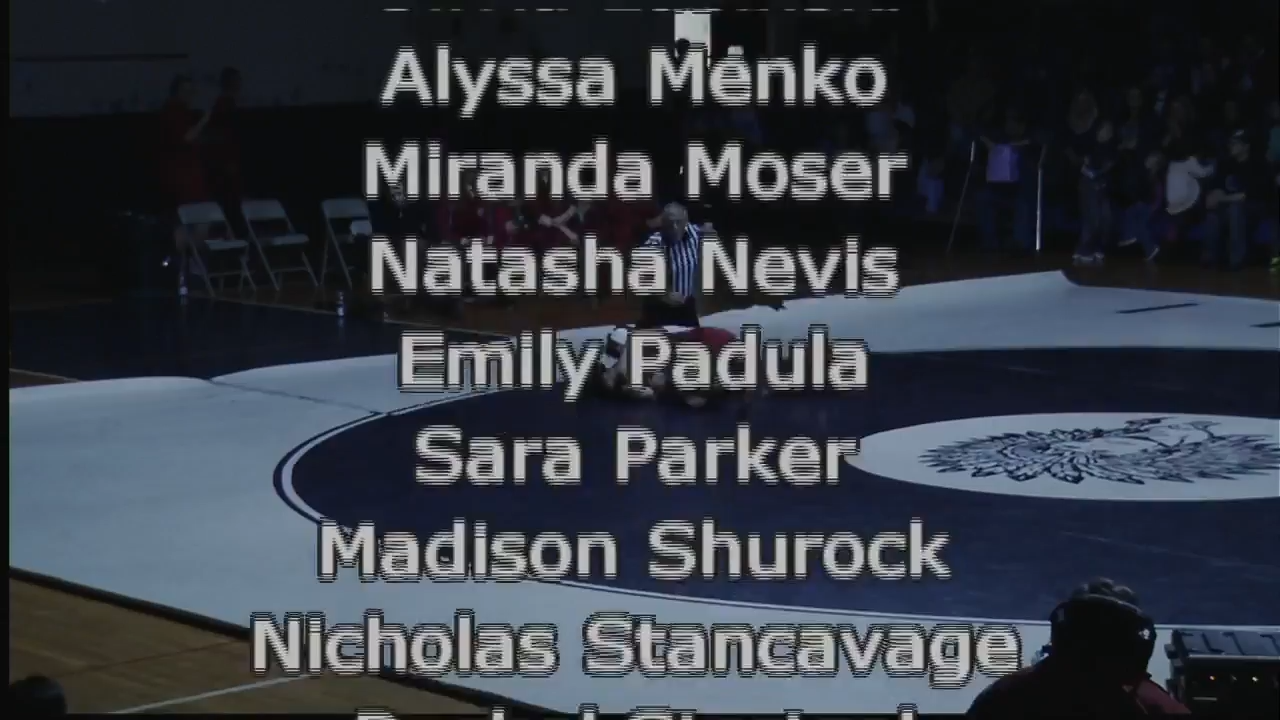 Alyssa Menko
Miranda Moser
Natasha Nevis
Emily Padula
Sara Parker
Madison Shurock
Nicholas Stancavage